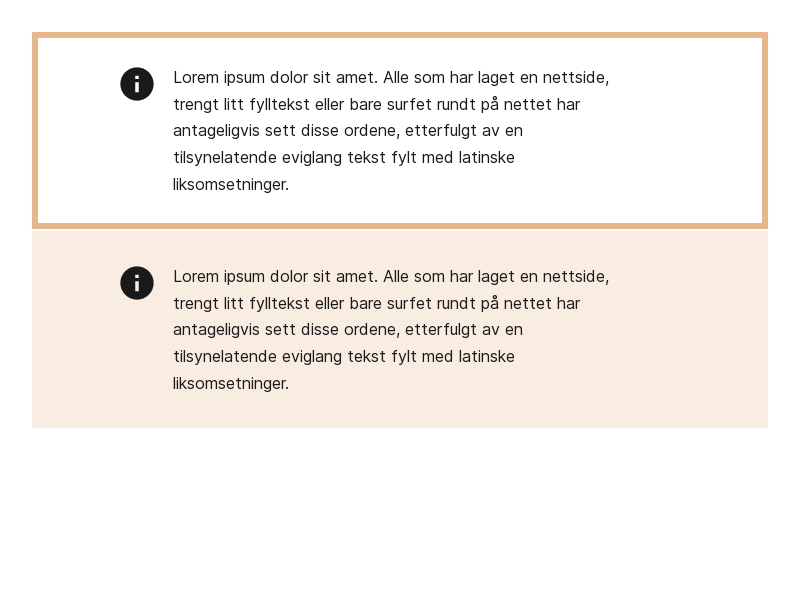 Lorem ipsum dolor sit amet. Alle som har laget en nettside,
trengt litt fylltekst eller bare surfet rundt på nettet har
antageligvis sett disse ordene, etterfulgt av en
tilsynelatende eviglang tekst fylt med latinske
liksomsetninger.
Lorem ipsum dolor sit amet. Alle som har laget en nettside,
trengt litt fylltekst eller bare surfet rundt på nettet har
antageligvis sett disse ordene, etterfulgt av en
tilsynelatende eviglang tekst fylt med latinske
liksomsetninger.